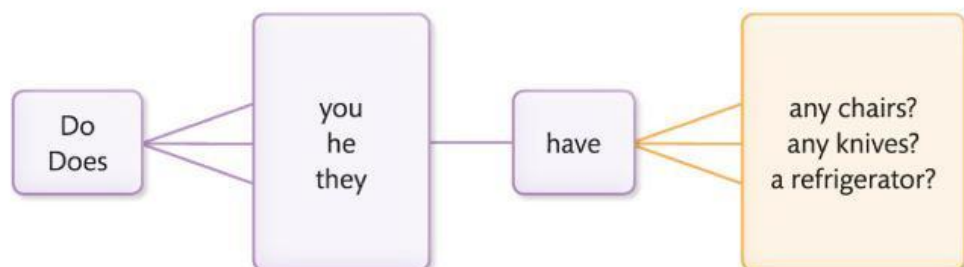 Do
Does
you
he
they
have
any chairs?
any knives?
a refrigerator?